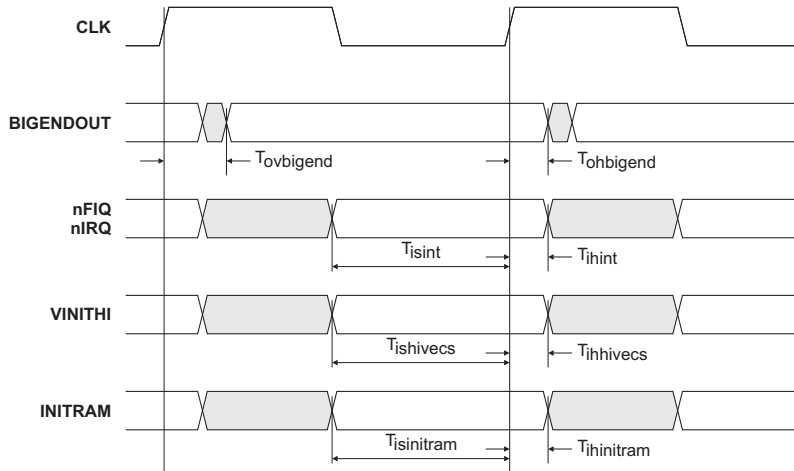 CLK
BIGENDOUT
Tovbigend
Tohbigend
nFIQ
nIRQ
Tisint
Tihint
VINITHI
Tishivecs
Tihhivecs
INITRAM
Tisinitram
Tihinitram